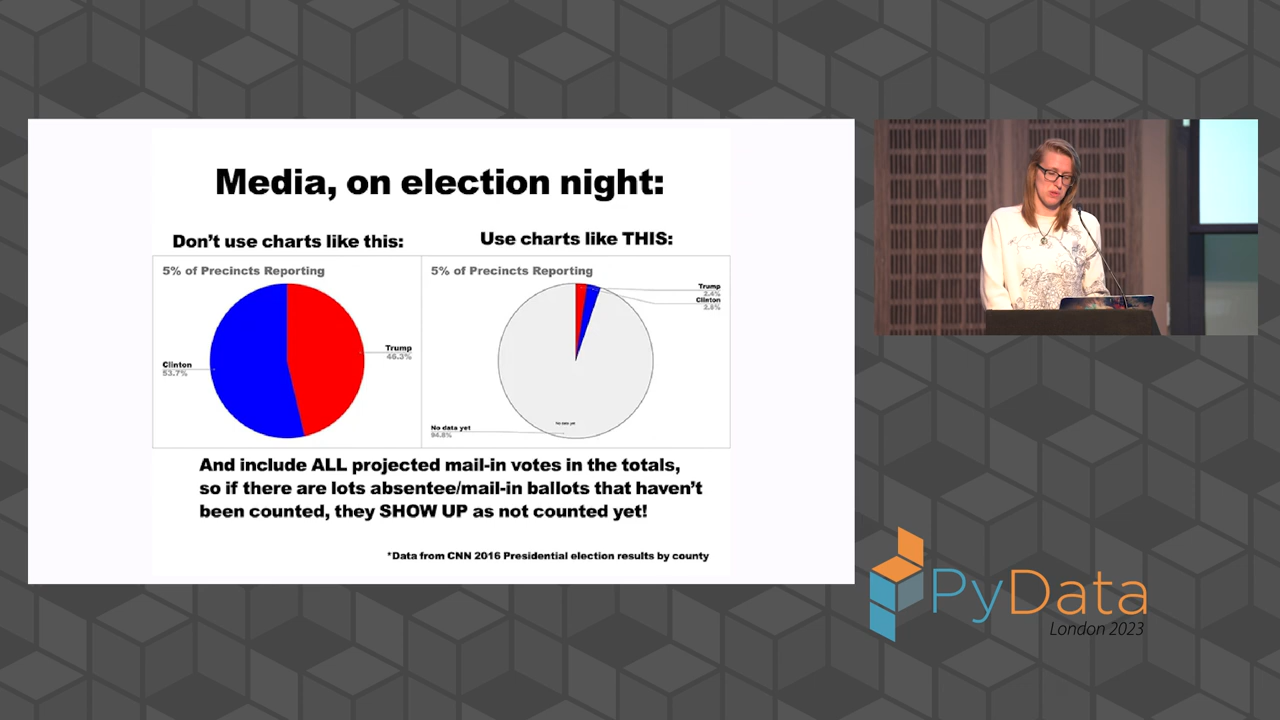 Media, on election night:
Don't use charts like this:
Use charts like THIS:
5% of Precincts Reporting
Clinton
53.7%
Trump
46.3%
5% of Precincts Reporting
Trump
2.4%
Clinton
2.8%
No data yet
No data yet
94.8%
And include ALL projected mail-in votes in the totals,
so if there are lots absentee/mail-in ballots that haven't
been counted, they SHOW UP as not counted yet!
*Data from CNN 2016 Presidential election results by county
PyData
London 2023